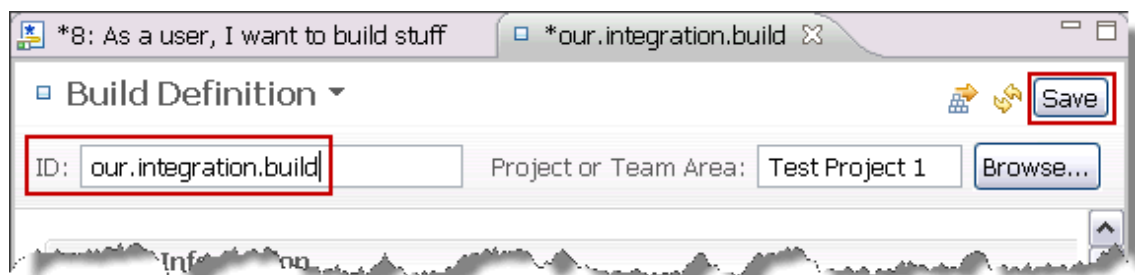 *8: As a user, I want to build stuff
*our.integration.build
Build Definition
Save
ID: our.integration.build
Project or Team Area: Test Project 1 Browse...